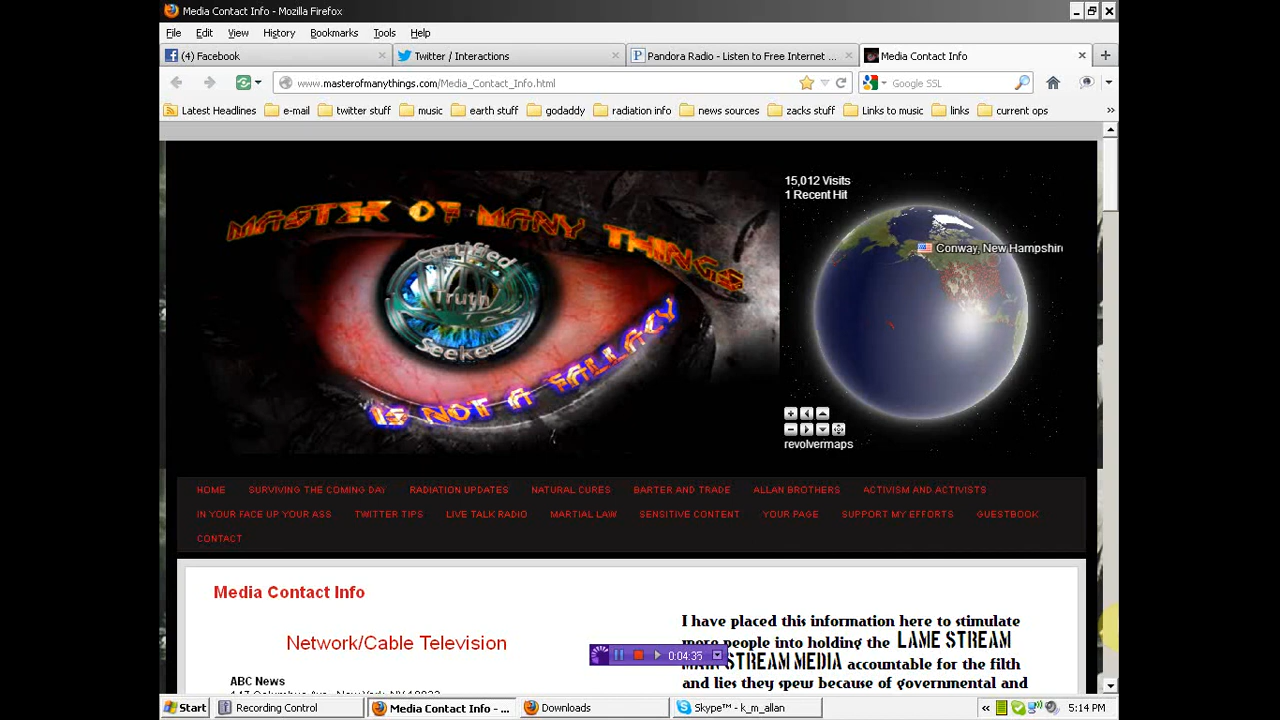 Media Contact Info - Mozilla Firefox
File Edit View History Bookmarks Tools Help
(4) Facebook Twitter / Interactions Pandora Radio - Listen to Free Internet ... Media Contact Info
www.masterofmanythings.com/Media_Contact_Info.html Google SSL
Latest Headlines e-mail twitter stuff music earth stuff godaddy radiation info news sources zacks stuff Links to music links current ops
15,012 Visits
1 Recent Hit
MASTER OF MANY THINGS
Certified
Truth
Seeker
IS NOT A FALLACY
Conway, New Hampshire
revolvermaps
HOME SURVIVING THE COMING DAY RADIATION UPDATES NATURAL CURES BARTER AND TRADE ALLAN BROTHERS ACTIVISM AND ACTIVISTS
IN YOUR FACE UP YOUR ASS TWITTER TIPS LIVE TALK RADIO MARTIAL LAW SENSITIVE CONTENT YOUR PAGE SUPPORT MY EFFORTS GUESTBOOK
CONTACT
Media Contact Info
Network/Cable Television
ABC News
I have placed this information here to stimulate
more people into holding the LAME STREAM
MAIN STREAM MEDIA accountable for the filth
and lies they spew because of governmental and
0:04:35
Start Recording Control Media Contact Info - ... Downloads Skype™ - k_m_allan 5:14 PM